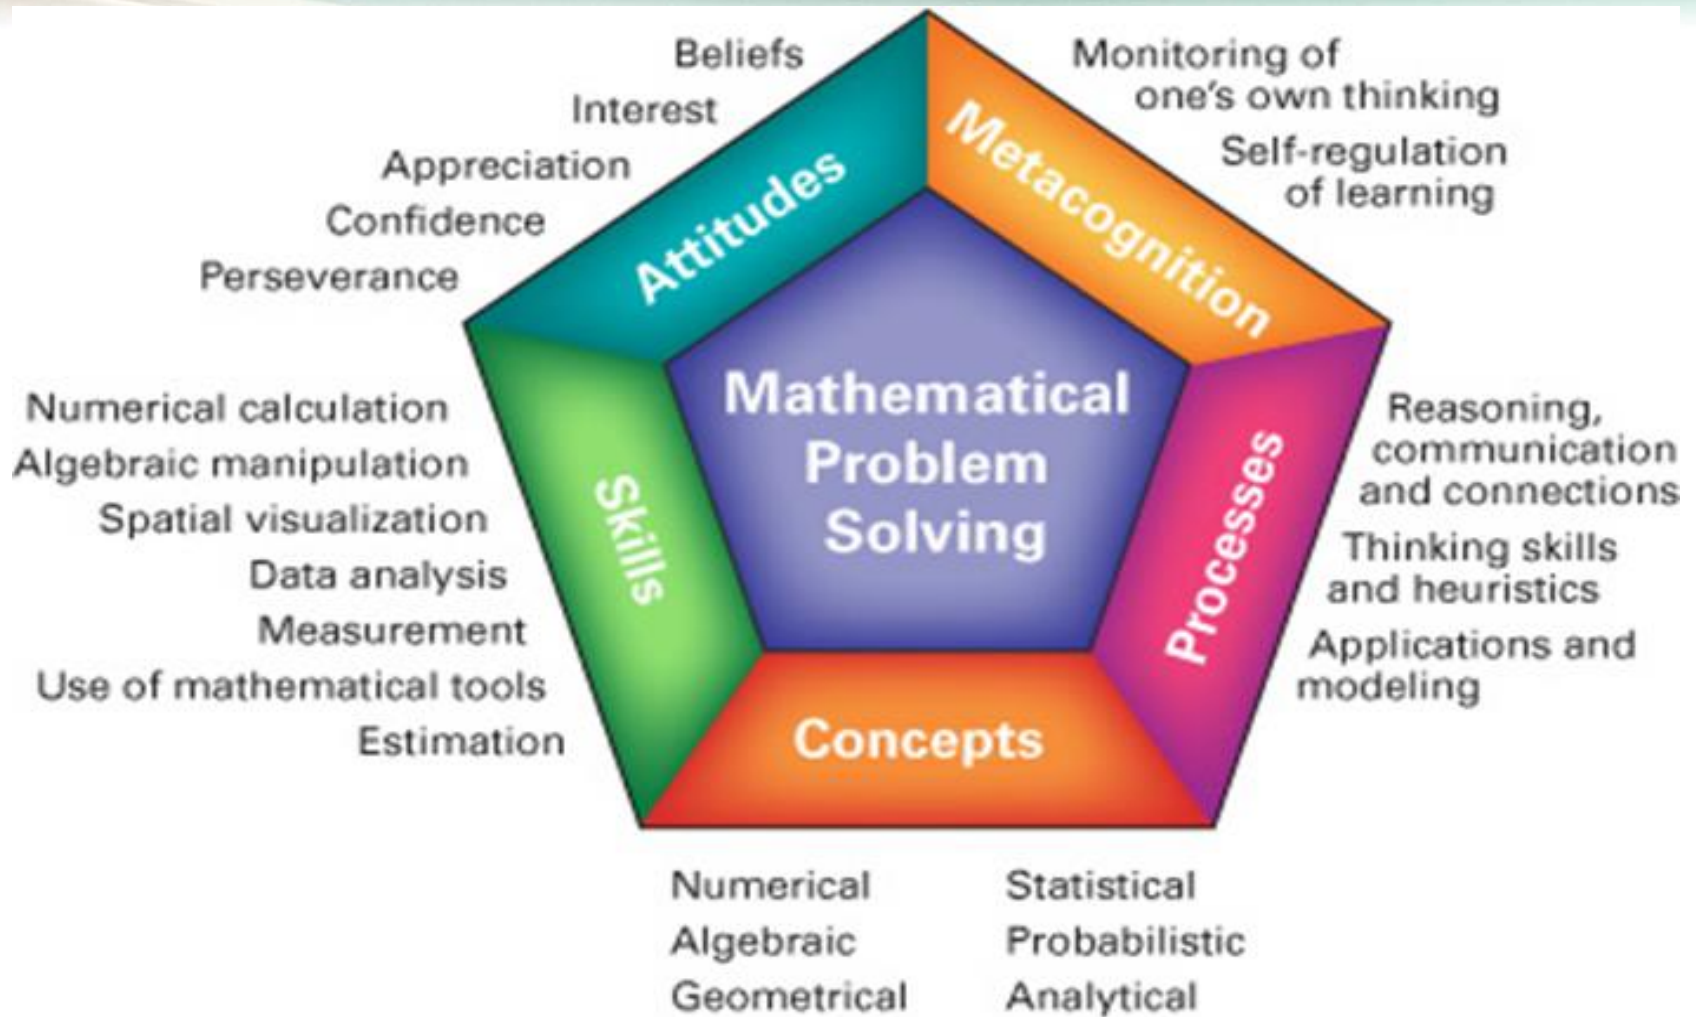 Beliefs
Interest
Appreciation
Confidence
Perseverance
Attitudes
Monitoring of
one's own thinking
Self-regulation
of learning
Metacognition
Mathematical
Problem
Solving
Numerical calculation
Algebraic manipulation
Spatial visualization
Data analysis
Measurement
Use of mathematical tools
Estimation
Skills
Reasoning,
communication
and connections
Thinking skills
and heuristics
Applications and
modeling
Processes
Concepts
Numerical
Algebraic
Geometrical
Statistical
Probabilistic
Analytical